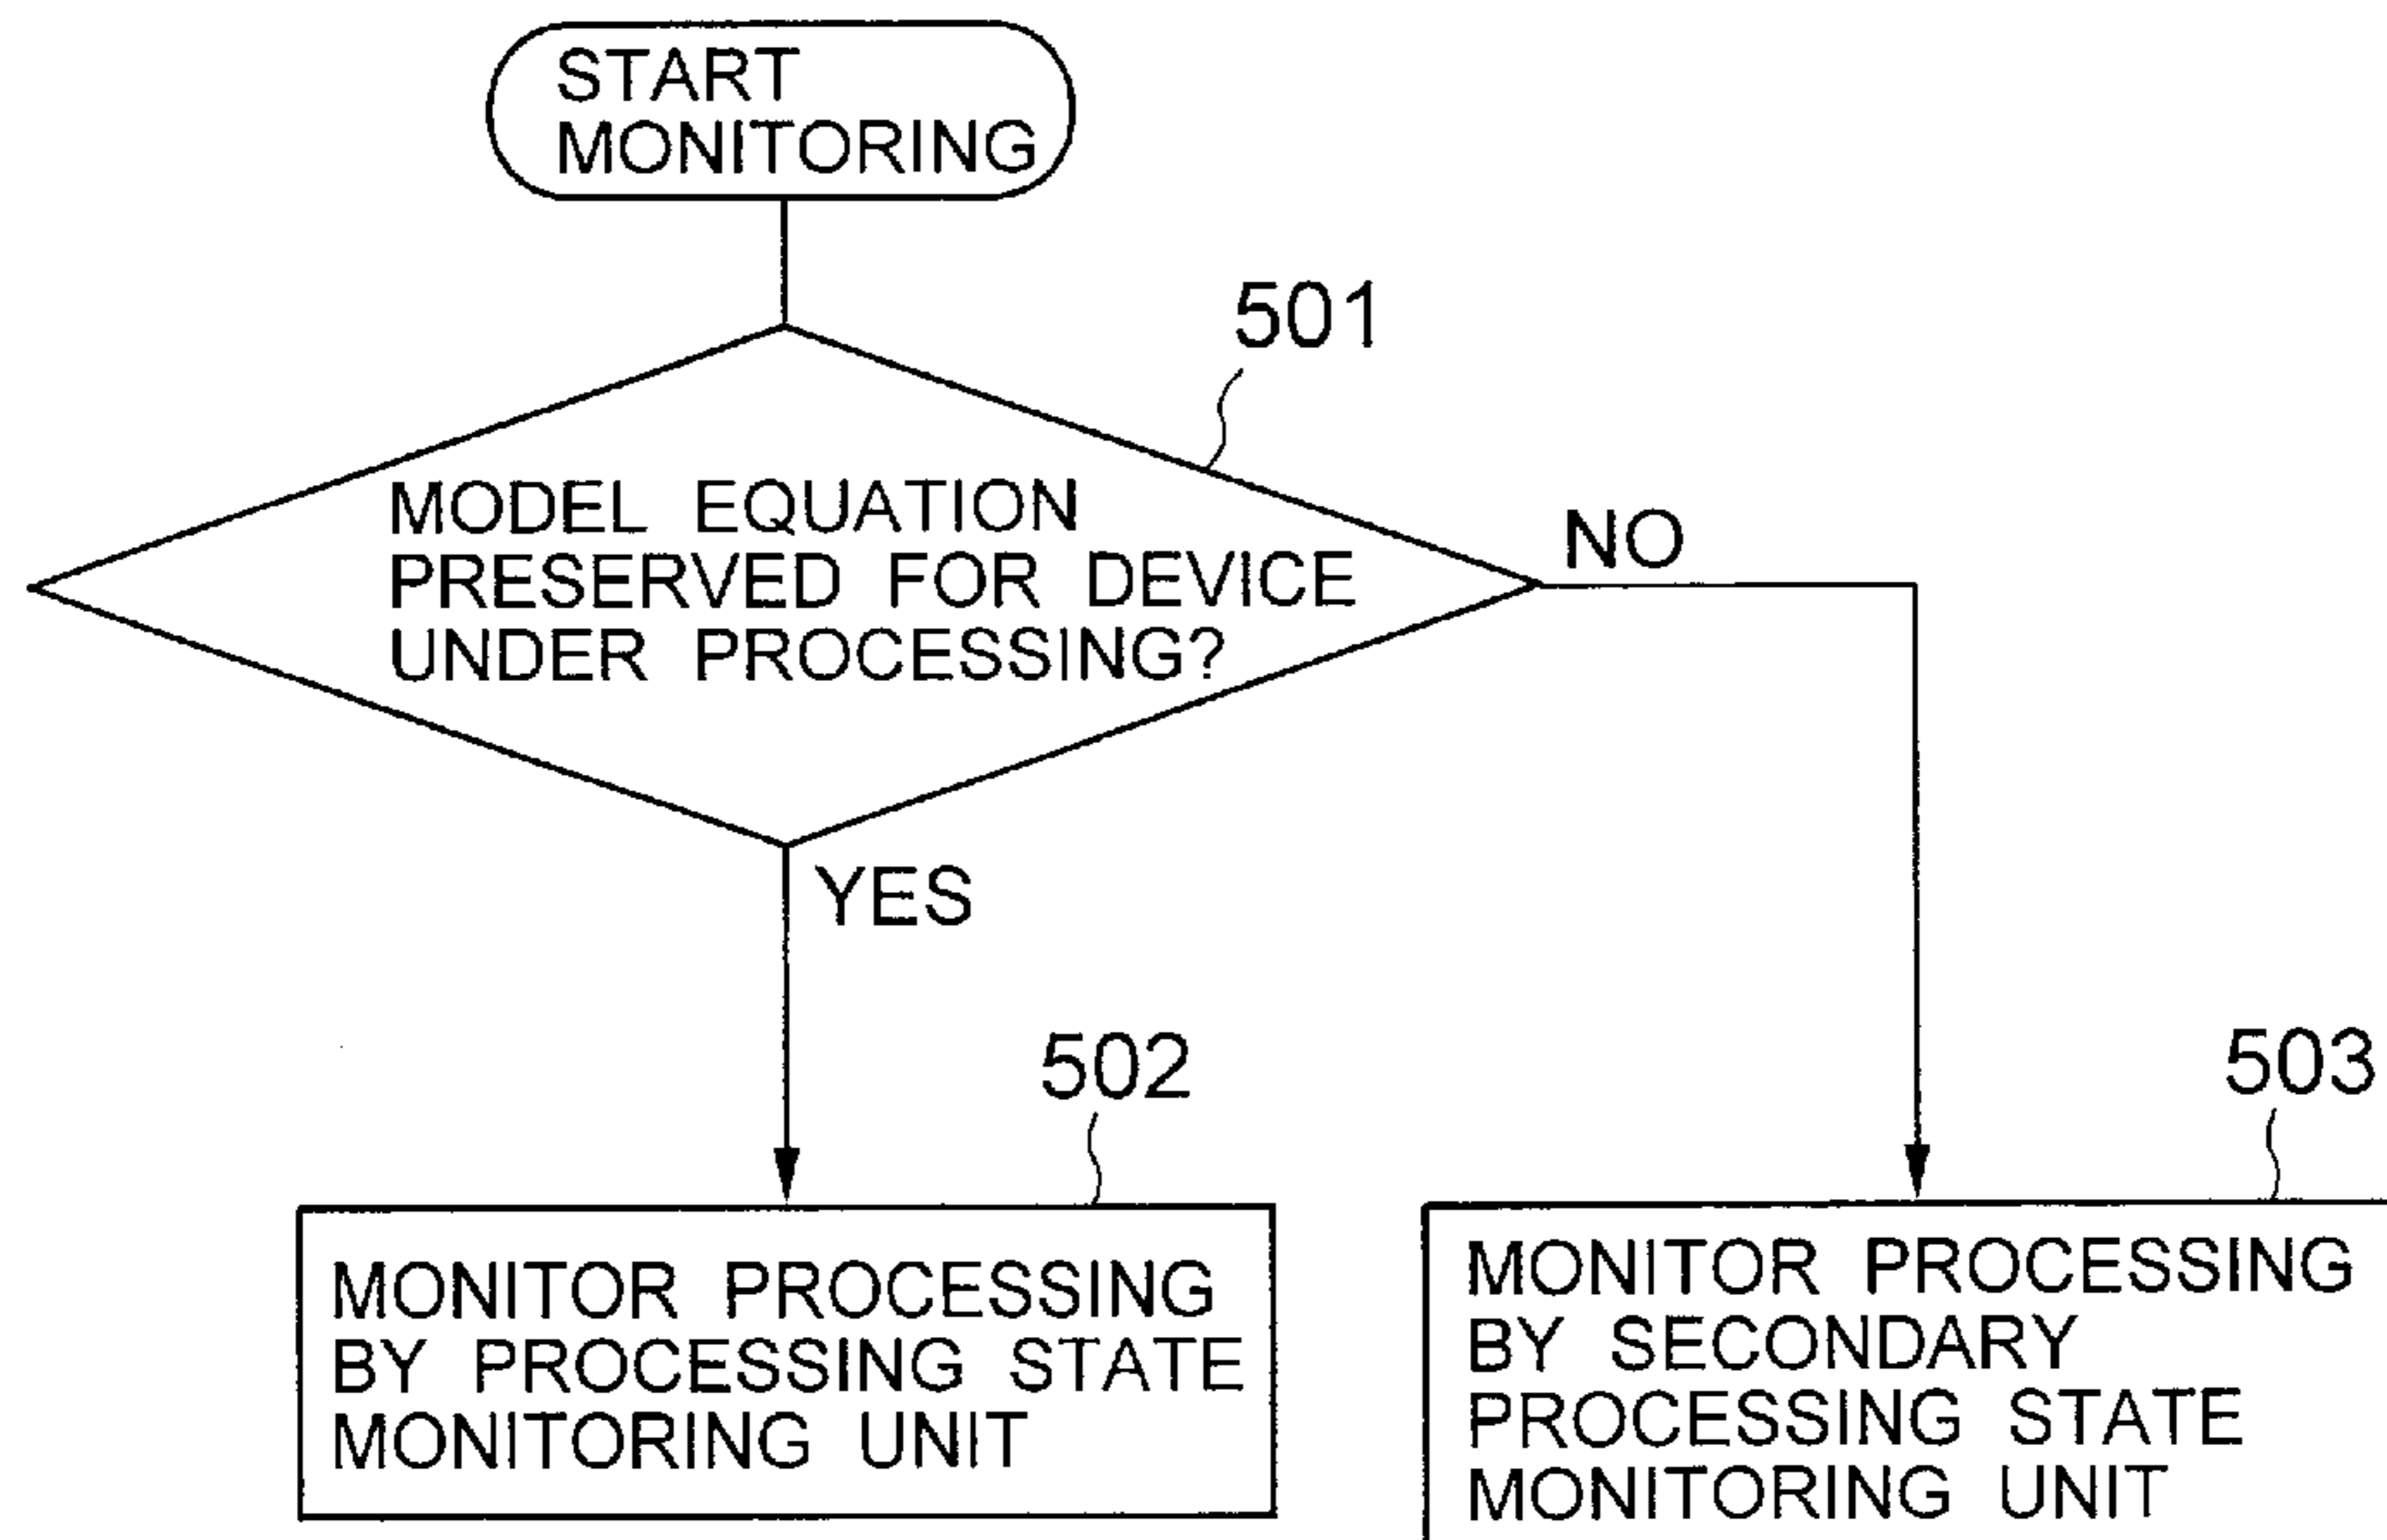 START
MONITORING
501
MODEL EQUATION
PRESERVED FOR DEVICE
UNDER PROCESSING?
NO
YES
502
MONITOR PROCESSING
BY PROCESSING STATE
MONITORING UNIT
503
MONITOR PROCESSING
BY SECONDARY
PROCESSING STATE
MONITORING UNIT